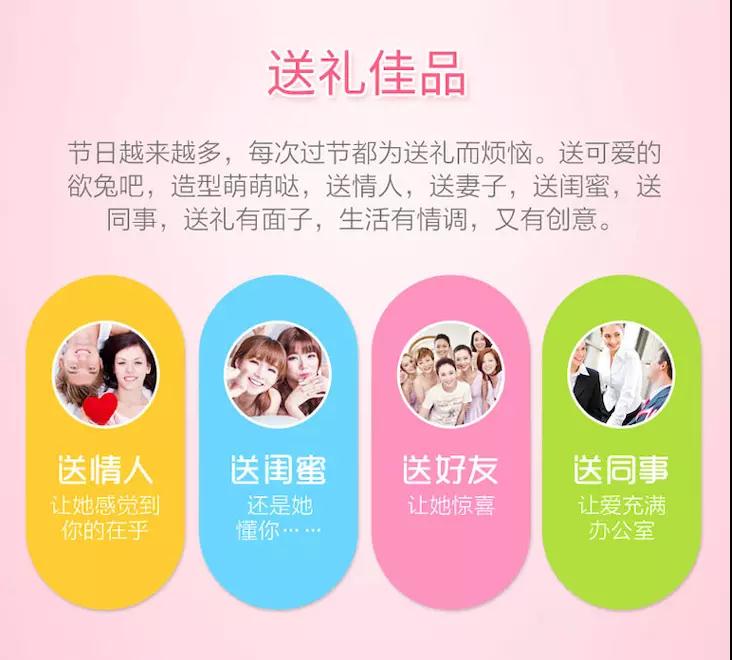 送礼佳品
节日越来越多，每次过节都为送礼而烦恼。送可爱的
欲兔吧，造型萌萌哒，送情人，送妻子，送闺蜜，送
同事，送礼有面子，生活有情调，又有创意。
送情人
让她感觉到
你的在乎
送闺蜜
还是她
懂你……
送好友
让她惊喜
送同事
让爱充满
办公室